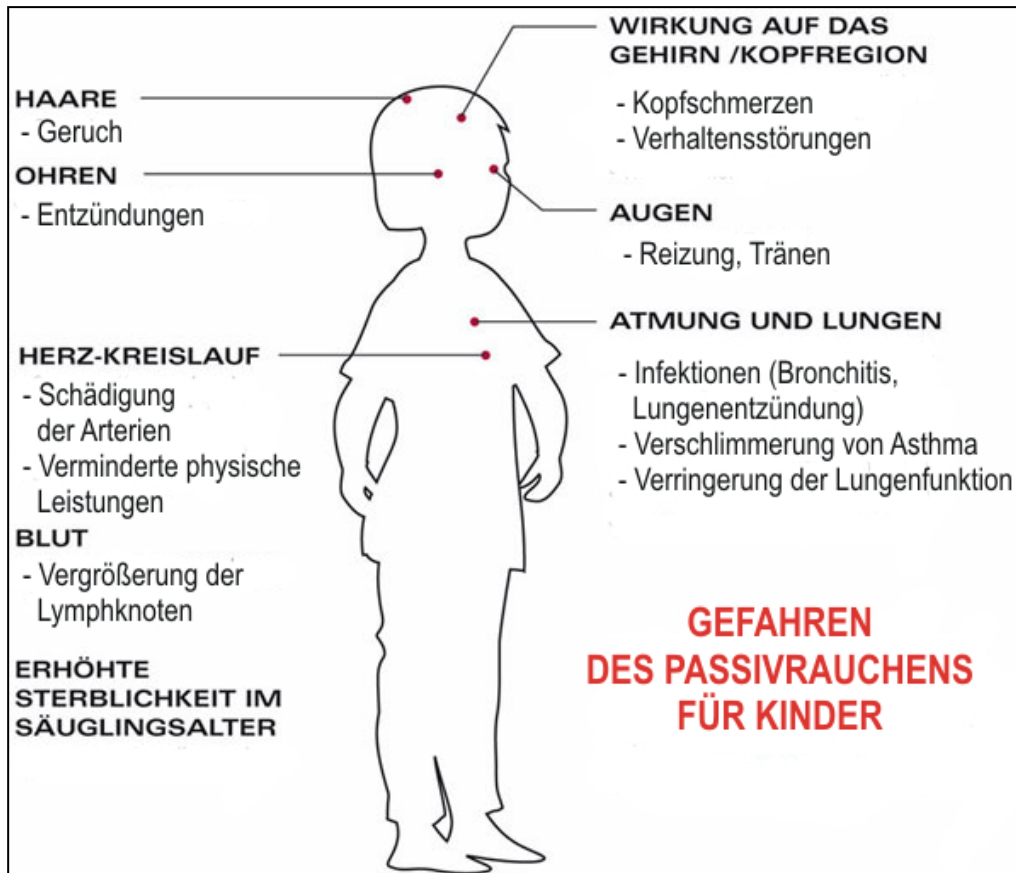 HAARE
- Geruch
OHREN
- Entzündungen
HERZ-KREISLAUF
- Schädigung
der Arterien
- Verminderte physische
Leistungen
BLUT
- Vergrößerung der
Lymphknoten
ERHÖHTE
STERBLICHKEIT IM
SÄUGLINGSALTER
WIRKUNG AUF DAS
GEHIRN /KOPFREGION
- Kopfschmerzen
- Verhaltensstörungen
AUGEN
- Reizung, Tränen
ATMUNG UND LUNGEN
- Infektionen (Bronchitis,
Lungenentzündung)
- Verschlimmerung von Asthma
- Verringerung der Lungenfunktion
GEFAHREN
DES PASSIVRAUCHENS
FÜR KINDER